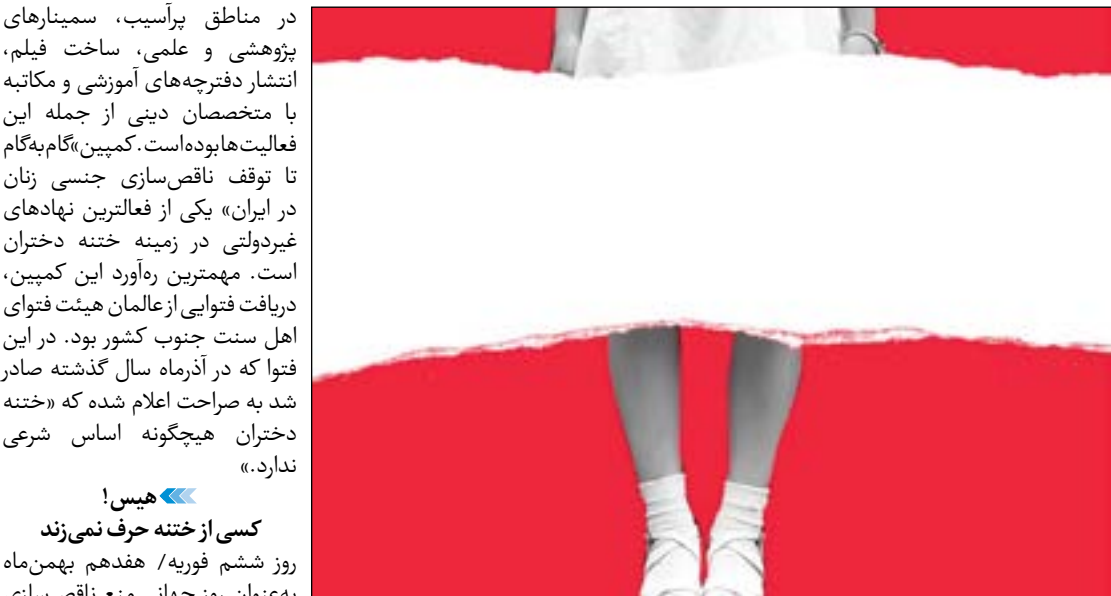 در مناطق پرآسیب، سمینارهای
پژوهشی و علمی، ساخت فیلم،
انتشار دفترچه‌های آموزشی و مکاتبه
با متخصصان دینی از جمله این
فعالیت‌هابوده‌است. کمپین»گام‌به‌گام
تا توقف ناقص‌سازی جنسی زنان
در ایران» یکی از فعالترین نهادهای
غیردولتی در زمینه ختنه دختران
است. مهمترین ره‌آورد این کمپین،
دریافت فتوایی ازعالمان هیئت فتوای
اهل سنت جنوب کشور بود. در این
فتوا که در آذرماه سال گذشته صادر
شد به صراحت اعلام شده که «ختنه
دختران هیچگونه اساس شرعی
ندارد.»
هیس!
کسی از ختنه حرف نمی‌زند
روز ششم فوریه/ هفدهم بهمن‌ماه